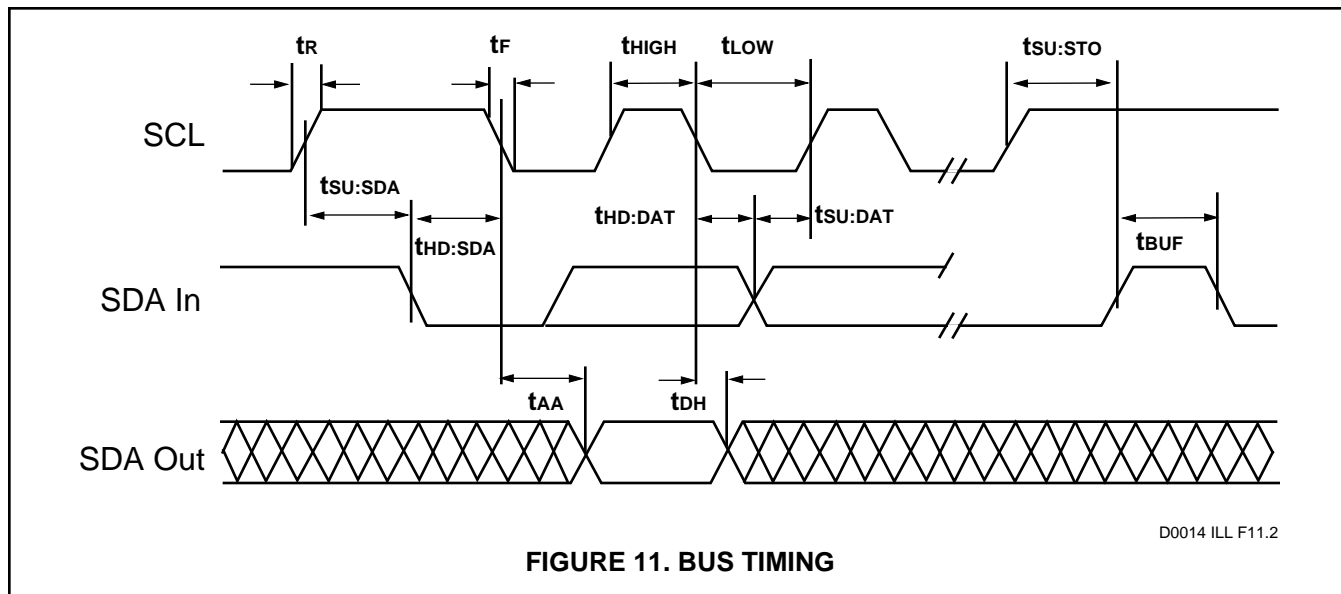 tR tF tHIGH tLOW tSU:STO
SCL
tSU:SDA tHD:SDA tHD:DAT tSU:DAT tBUF
SDA In
tAA tDH
SDA Out
D0014 ILL F11.2
FIGURE 11. BUS TIMING